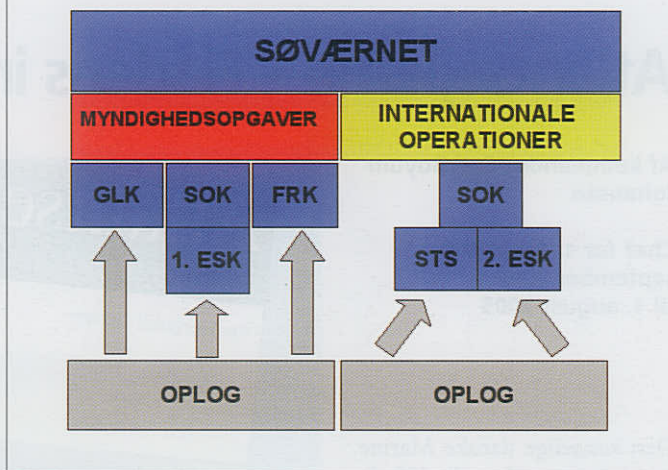 SØVÆRNET
MYNDIGHEDSOPGAVER
INTERNATIONALE
OPERATIONER
GLK SOK FRK SOK
1. ESK STS 2. ESK
OPLOG OPLOG